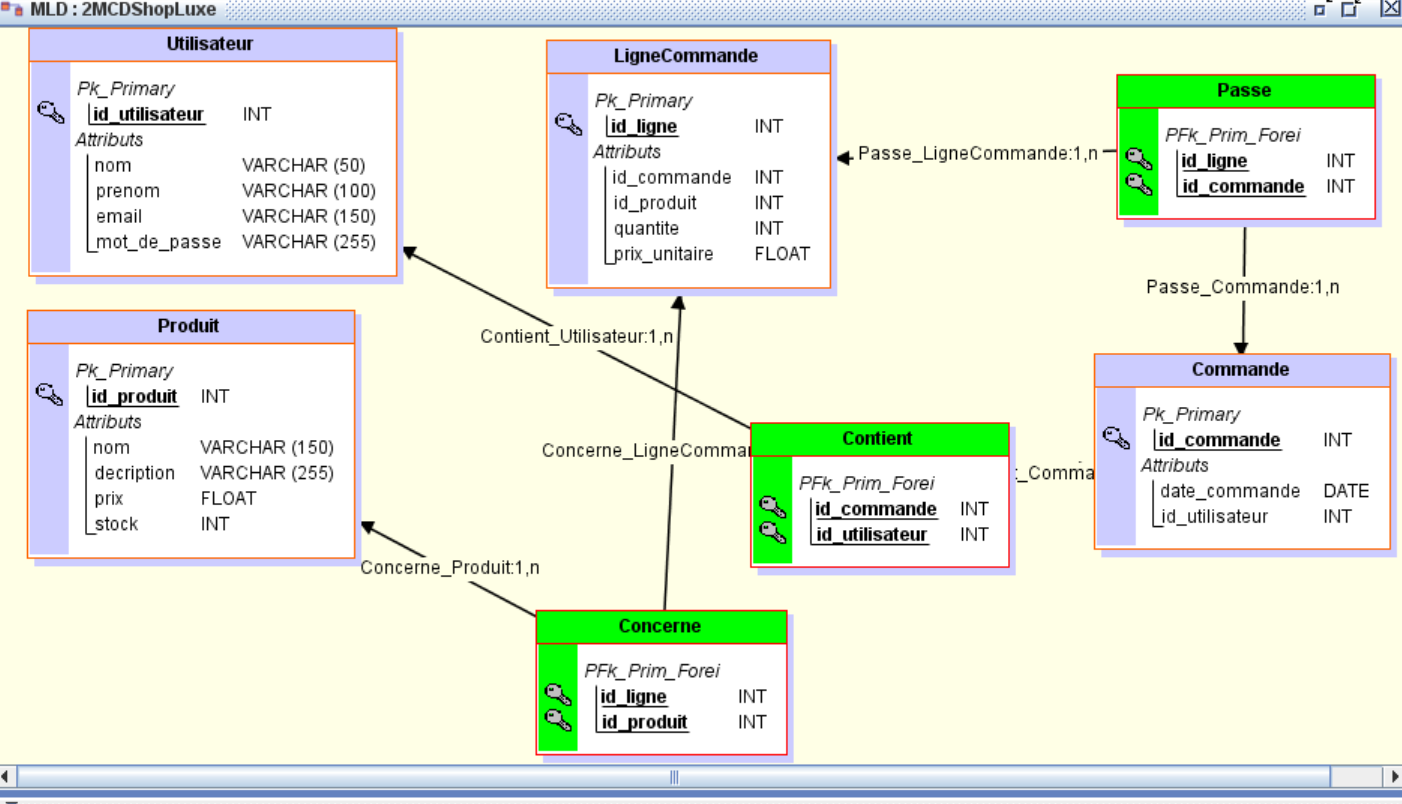 MLD : 2MCDShopLuxe
Utilisateur
Pk_Primary
id_utilisateur INT
Attributs
nom VARCHAR (50)
prenom VARCHAR (100)
email VARCHAR (150)
mot_de_passe VARCHAR (255)
LigneCommande
Pk_Primary
id_ligne INT
Attributs
id_commande INT
id_produit INT
quantite INT
prix_unitaire FLOAT
Passe_LigneCommande:1,n
Passe
PFk_Prim_Forei
id_ligne INT
id_commande INT
Passe_Commande:1,n
Contient_Utilisateur:1,n
Produit
Pk_Primary
id_produit INT
Attributs
nom VARCHAR (150)
decription VARCHAR (255)
prix FLOAT
stock INT
Concerne_LigneComma
Contient
PFk_Prim_Forei
id_commande INT
id_utilisateur INT
t_Comma
Commande
Pk_Primary
id_commande INT
Attributs
date_commande DATE
id_utilisateur INT
Concerne_Produit:1,n
Concerne
PFk_Prim_Forei
id_ligne INT
id_produit INT